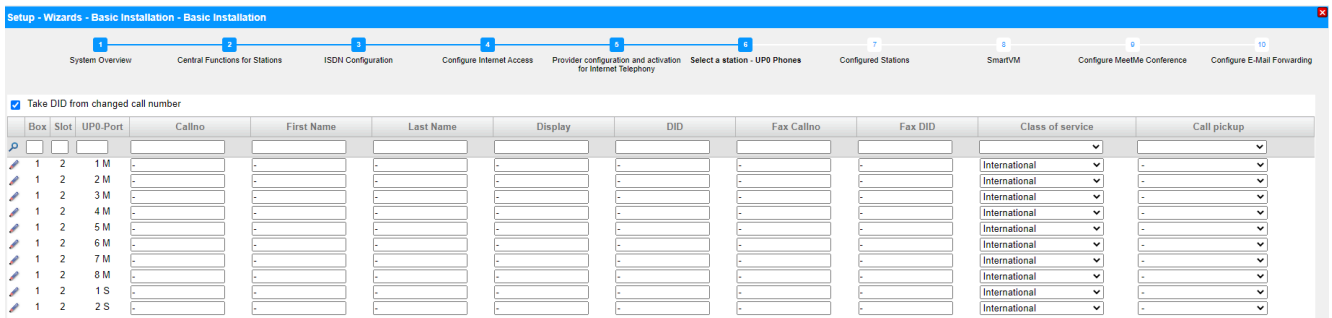 Setup - Wizards - Basic Installation - Basic Installation
1 2 3 4 5 6 7 8 9 10
System Overview Central Functions for Stations ISDN Configuration Configure Internet Access Provider configuration and activation for Internet Telephony Select a station - UP0 Phones Configured Stations SmartVM Configure MeetMe Conference Configure E-Mail Forwarding
Take DID from changed call number
Box Slot UP0-Port Callno First Name Last Name Display DID Fax Callno Fax DID Class of service Call pickup
1 2 1 M - - - - - - - International -
1 2 2 M - - - - - - - International -
1 2 3 M - - - - - - - International -
1 2 4 M - - - - - - - International -
1 2 5 M - - - - - - - International -
1 2 6 M - - - - - - - International -
1 2 7 M - - - - - - - International -
1 2 8 M - - - - - - - International -
1 2 1 S - - - - - - - International -
1 2 2 S - - - - - - - International -